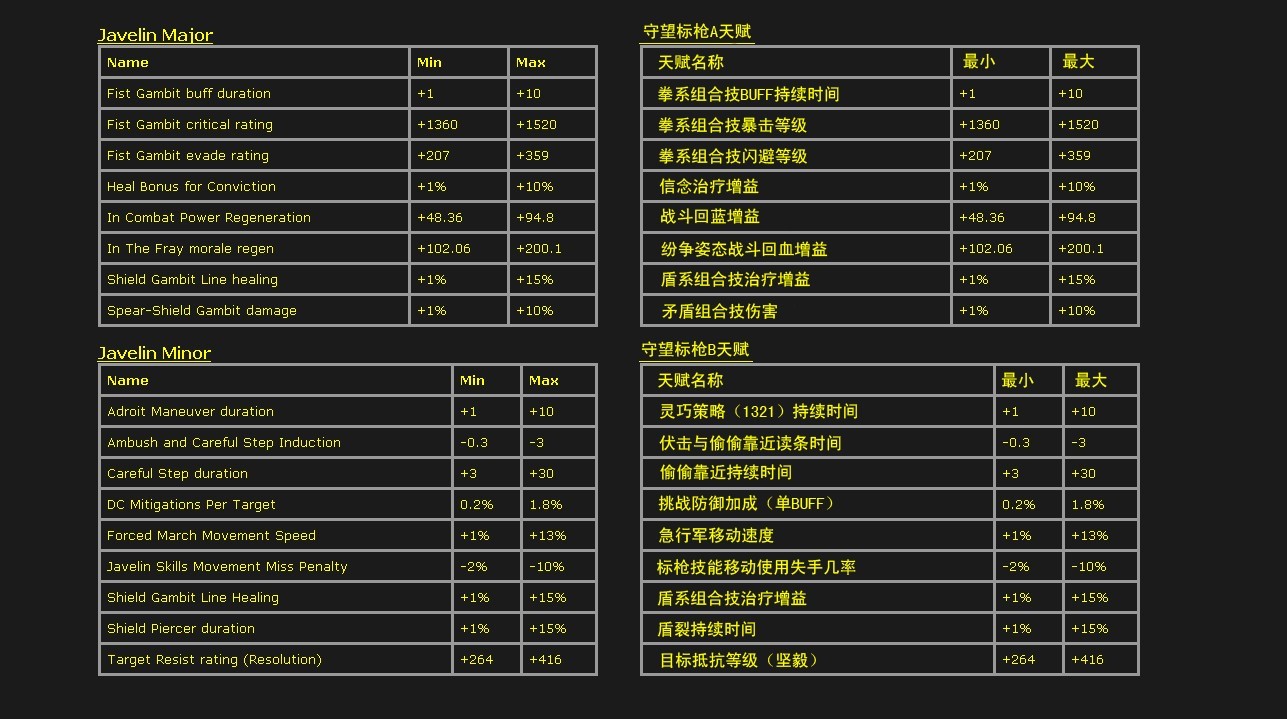 Javelin Major
Name Min Max
Fist Gambit buff duration +1 +10
Fist Gambit critical rating +1360 +1520
Fist Gambit evade rating +207 +359
Heal Bonus for Conviction +1% +10%
In Combat Power Regeneration +48.36 +94.8
In The Fray morale regen +102.06 +200.1
Shield Gambit Line healing +1% +15%
Spear-Shield Gambit damage +1% +10%
守望标枪A天赋
天赋名称 最小 最大
拳系组合技BUFF持续时间 +1 +10
拳系组合技暴击等级 +1360 +1520
拳系组合技闪避等级 +207 +359
信念治疗增益 +1% +10%
战斗回蓝增益 +48.36 +94.8
纷争姿态战斗回血增益 +102.06 +200.1
盾系组合技治疗增益 +1% +15%
矛盾组合技伤害 +1% +10%
Javelin Minor
Name Min Max
Adroit Maneuver duration +1 +10
Ambush and Careful Step Induction -0.3 -3
Careful Step duration +3 +30
DC Mitigations Per Target 0.2% 1.8%
Forced March Movement Speed +1% +13%
Javelin Skills Movement Miss Penalty -2% -10%
Shield Gambit Line Healing +1% +15%
Shield Piercer duration +1% +15%
Target Resist rating (Resolution) +264 +416
守望标枪B天赋
天赋名称 最小 最大
灵巧策略（1321）持续时间 +1 +10
伏击与偷偷靠近读条时间 -0.3 -3
偷偷靠近持续时间 +3 +30
挑战防御加成（单BUFF） 0.2% 1.8%
急行军移动速度 +1% +13%
标枪技能移动使用失手几率 -2% -10%
盾系组合技治疗增益 +1% +15%
盾裂持续时间 +1% +15%
目标抵抗等级（坚毅） +264 +416